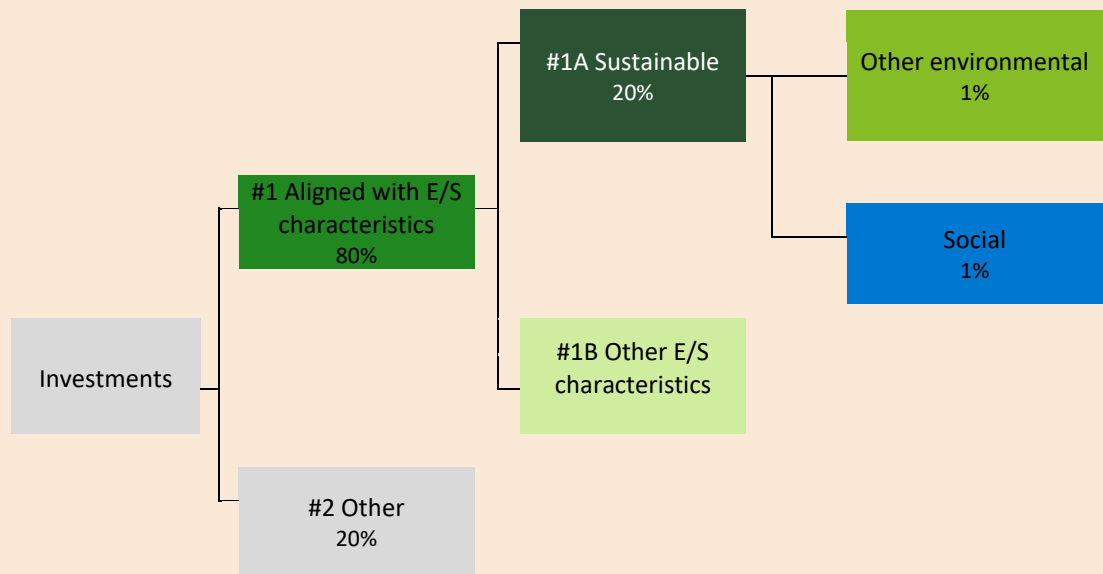 #1A Sustainable
20%
Other environmental
1%
#1 Aligned with E/S
characteristics
80%
Social
1%
Investments
#1B Other E/S
characteristics
#2 Other
20%